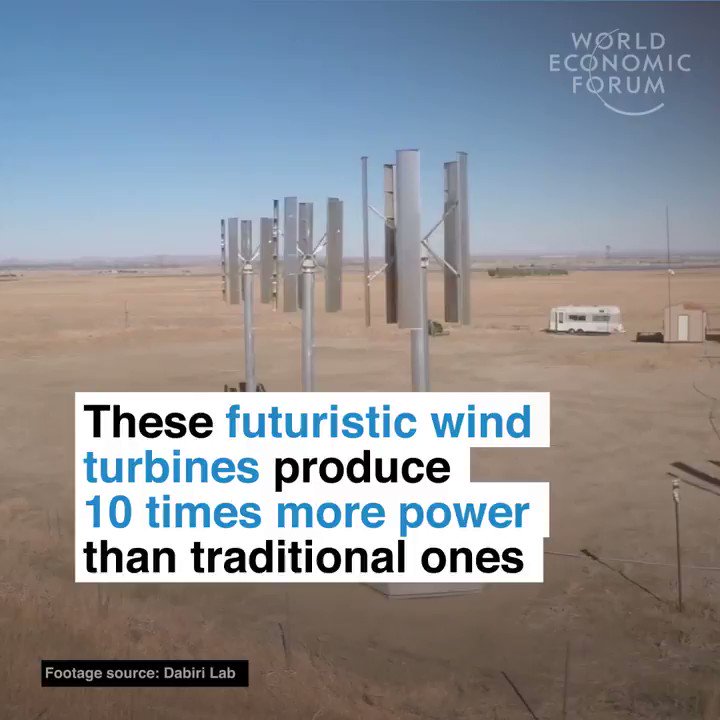 WORLD
ECONOMIC
FORUM
These futuristic wind
turbines produce
10 times more power
than traditional ones
Footage source: Dabiri Lab